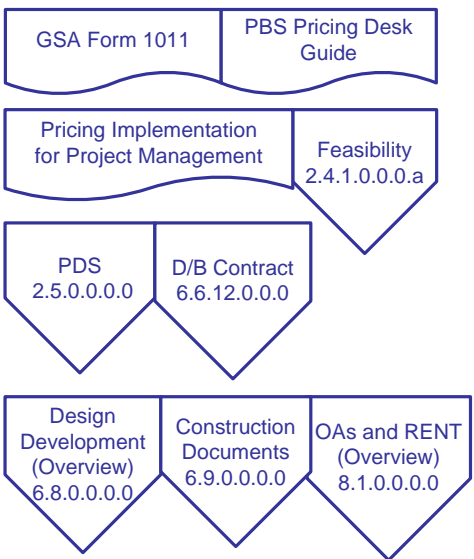 GSA Form 1011
PBS Pricing Desk
Guide
Pricing Implementation
for Project Management
Feasibility
2.4.1.0.0.0.a
PDS
2.5.0.0.0.0
D/B Contract
6.6.12.0.0.0
Design
Development
(Overview)
6.8.0.0.0.0
Construction
Documents
6.9.0.0.0.0
OAs and RENT
(Overview)
8.1.0.0.0.0